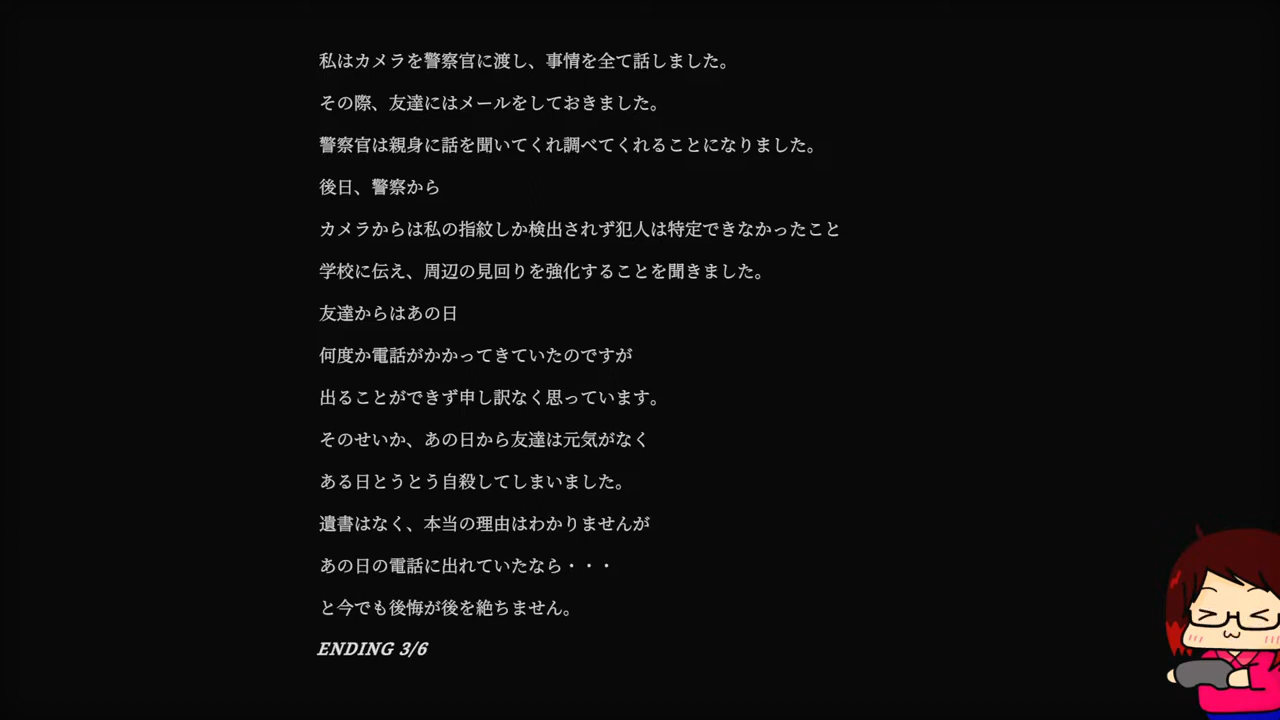 私はカメラを警察官に渡し、事情を全て話しました。
その際、友達にはメールをしておきました。
警察官は親身に話を聞いてくれ調べてくれることになりました。
後日、警察から
カメラからは私の指紋しか検出されず犯人は特定できなかったこと
学校に伝え、周辺の見回りを強化することを聞きました。
友達からはあの日
何度か電話がかかってきていたのですが
出ることができず申し訳なく思っています。
そのせいか、あの日から友達は元気がなく
ある日とうとう自殺してしまいました。
遺書はなく、本当の理由はわかりませんが
あの日の電話に出れていたなら・・・
と今でも後悔が後を絶ちません。
ENDING 3/6